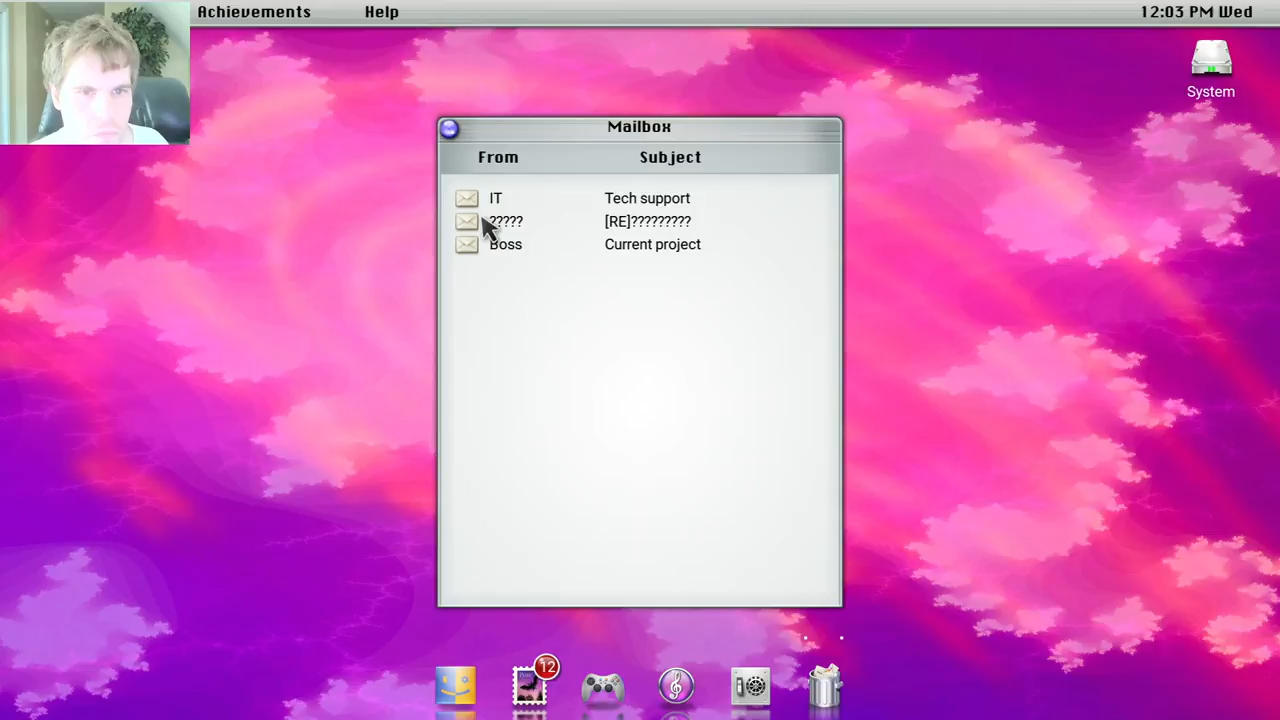 Achievements Help 12:03 PM Wed
System
Mailbox
From Subject
IT Tech support
????? [RE]?????????
Boss Current project
12